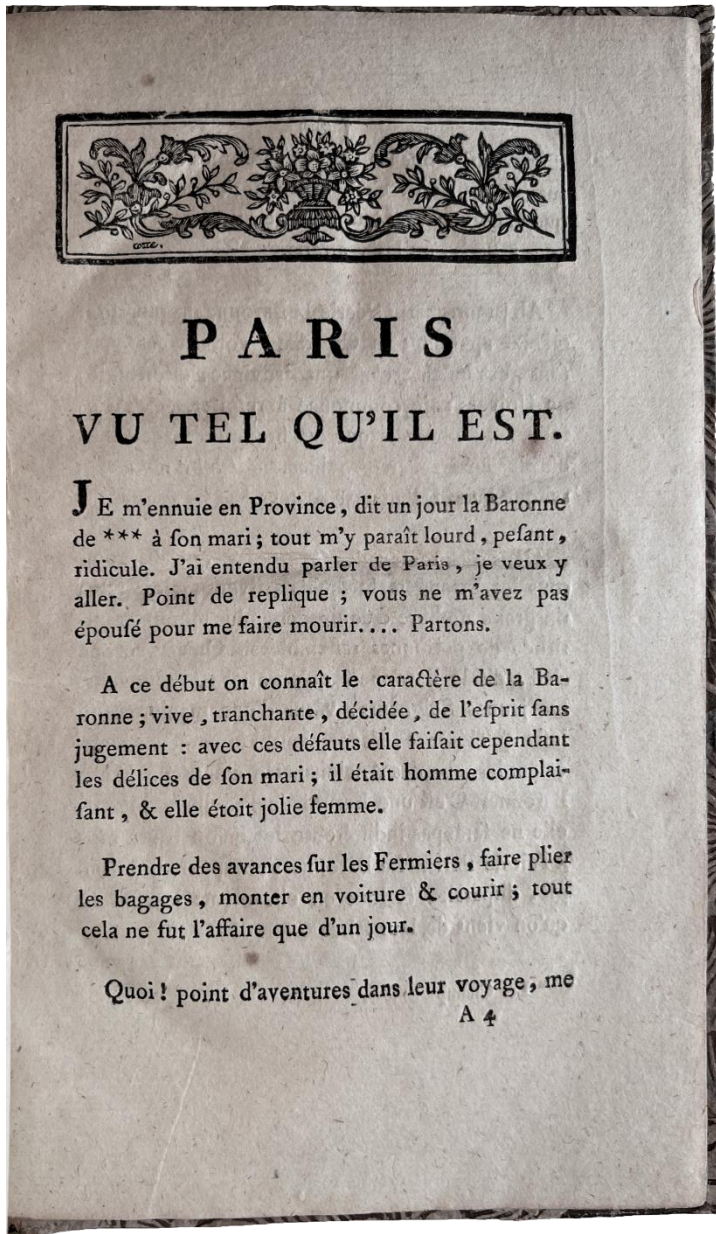 PARIS
VU TEL QU'IL EST.
JE m'ennuie en Province, dit un jour la Baronne
de *** à ſon mari; tout m'y paraît lourd, peſant,
ridicule. J'ai entendu parler de Paris, je veux y
aller. Point de replique; vous ne m'avez pas
épouſé pour me faire mourir.... Partons.
A ce début on connaît le caractère de la Ba-
ronne; vive, tranchante, décidée, de l'eſprit ſans
jugement : avec ces défauts elle faiſait cependant
les délices de ſon mari; il était homme complai-
ſant, & elle étoit jolie femme.
Prendre des avances ſur les Fermiers, faire plier
les bagages, monter en voiture & courir; tout
cela ne fut l'affaire que d'un jour.
Quoi! point d'aventures dans leur voyage, me
A 4